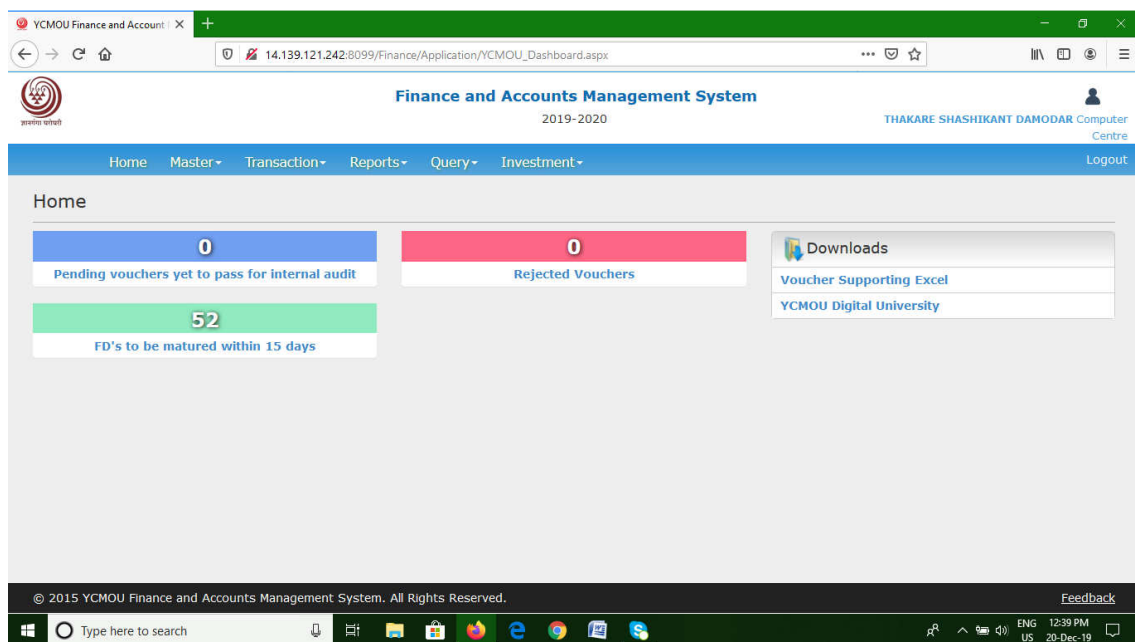 YCMOU Finance and Account
14.139.121.242:8099/Finance/Application/YCMOU_Dashboard.aspx
ज्ञानगंगा घरोघरी
Finance and Accounts Management System
2019-2020
THAKARE SHASHIKANT DAMODAR Computer
Centre
Home Master Transaction Reports Query Investment Logout
Home
0
Pending vouchers yet to pass for internal audit
0
Rejected Vouchers
52
FD's to be matured within 15 days
Downloads
Voucher Supporting Excel
YCMOU Digital University
© 2015 YCMOU Finance and Accounts Management System. All Rights Reserved. Feedback
Type here to search
ENG 12:39 PM
US 20-Dec-19